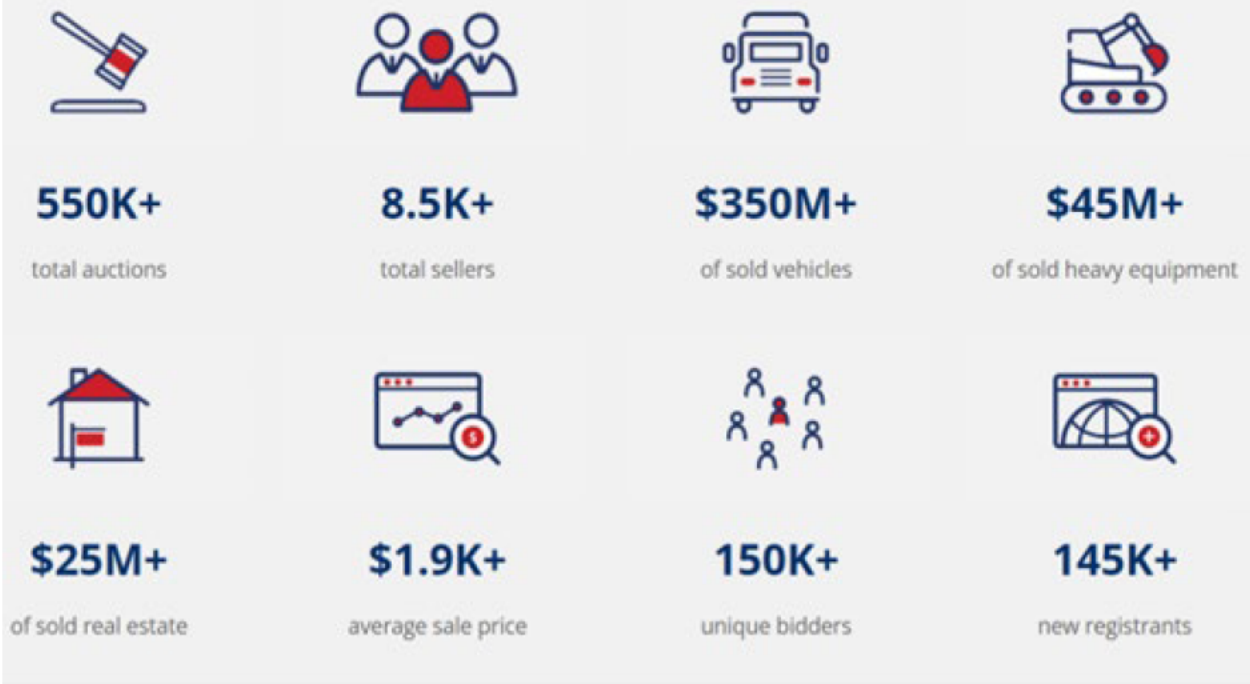 550K+ 8.5K+ $350M+ $45M+
total auctions total sellers of sold vehicles of sold heavy equipment
$25M+ $1.9K+ 150K+ 145K+
of sold real estate average sale price unique bidders new registrants